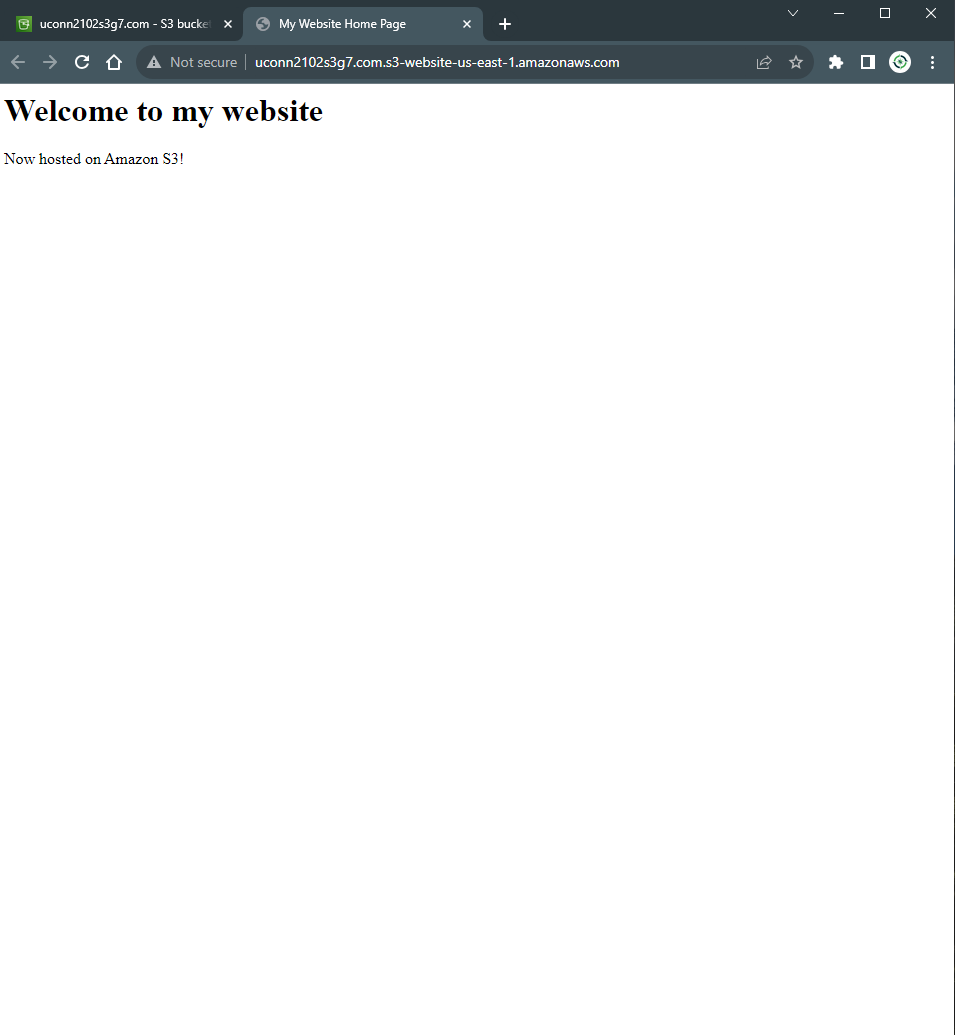 uconn2102s3g7.com - S3 bucket
My Website Home Page
Not secure
uconn2102s3g7.com.s3-website-us-east-1.amazonaws.com
Welcome to my website
Now hosted on Amazon S3!